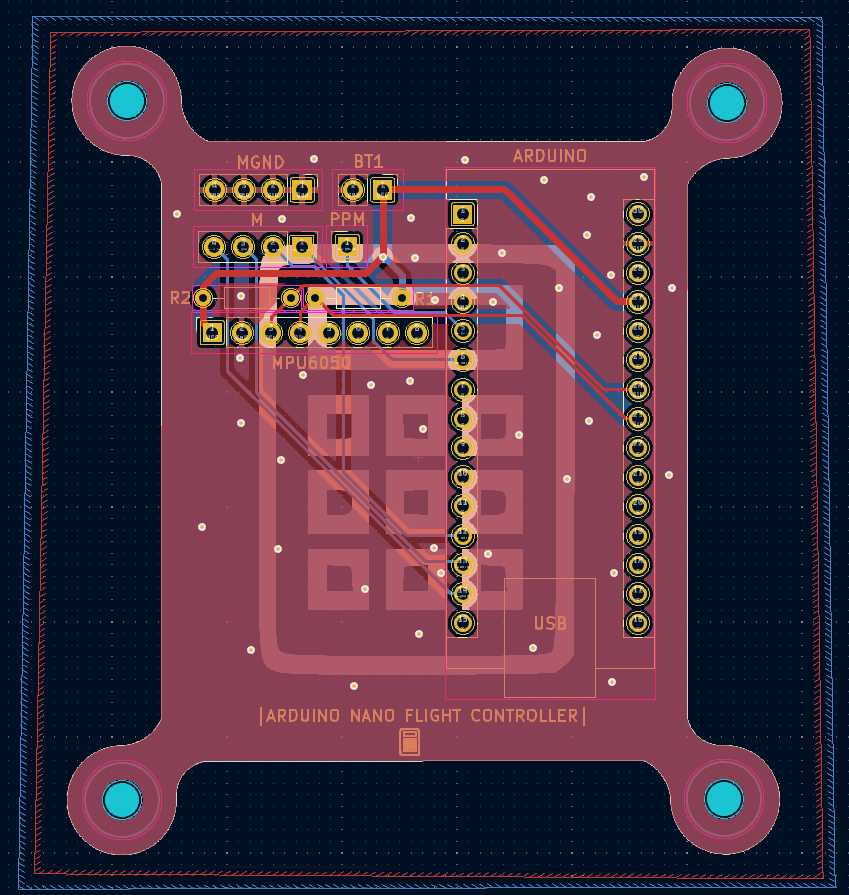 MGND
BT1
ARDUINO
M
PPM
R2
R1
MPU6050
USB
|ARDUINO NANO FLIGHT CONTROLLER|